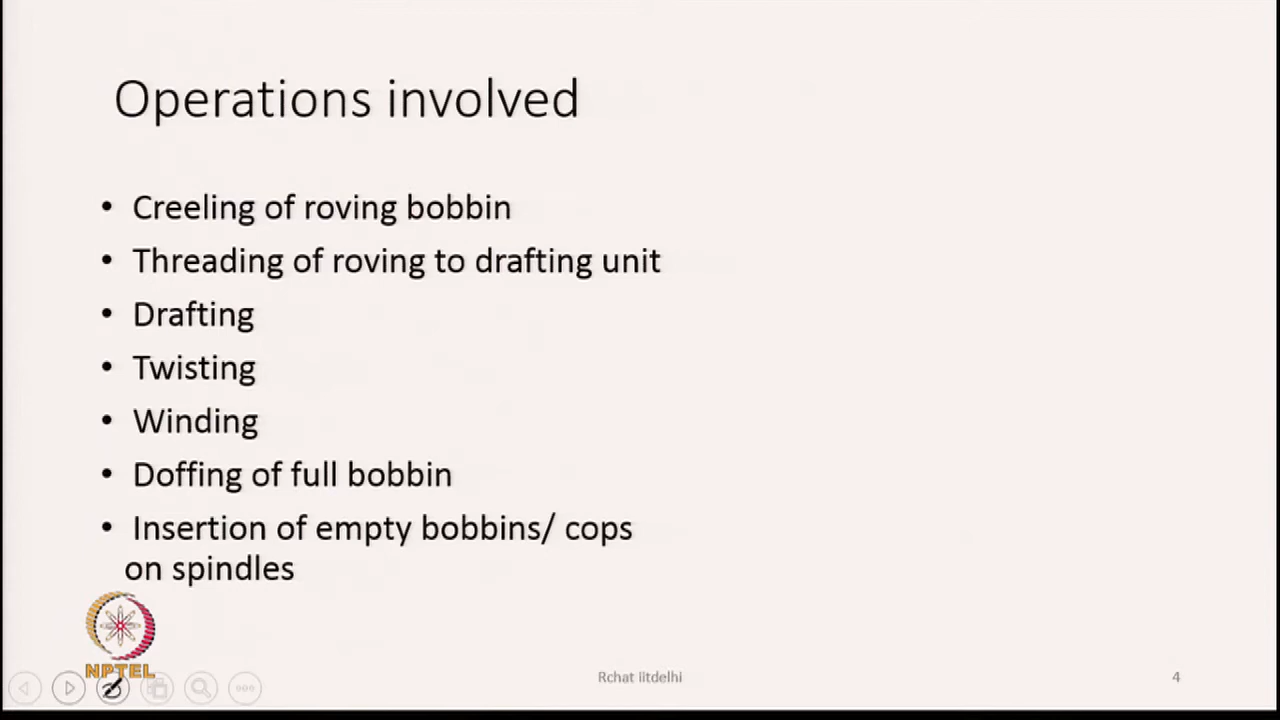 Operations involved
• Creeling of roving bobbin
• Threading of roving to drafting unit
• Drafting
• Twisting
• Winding
• Doffing of full bobbin
• Insertion of empty bobbins/ cops
on spindles
NPTEL
Rchat iitdelhi
4